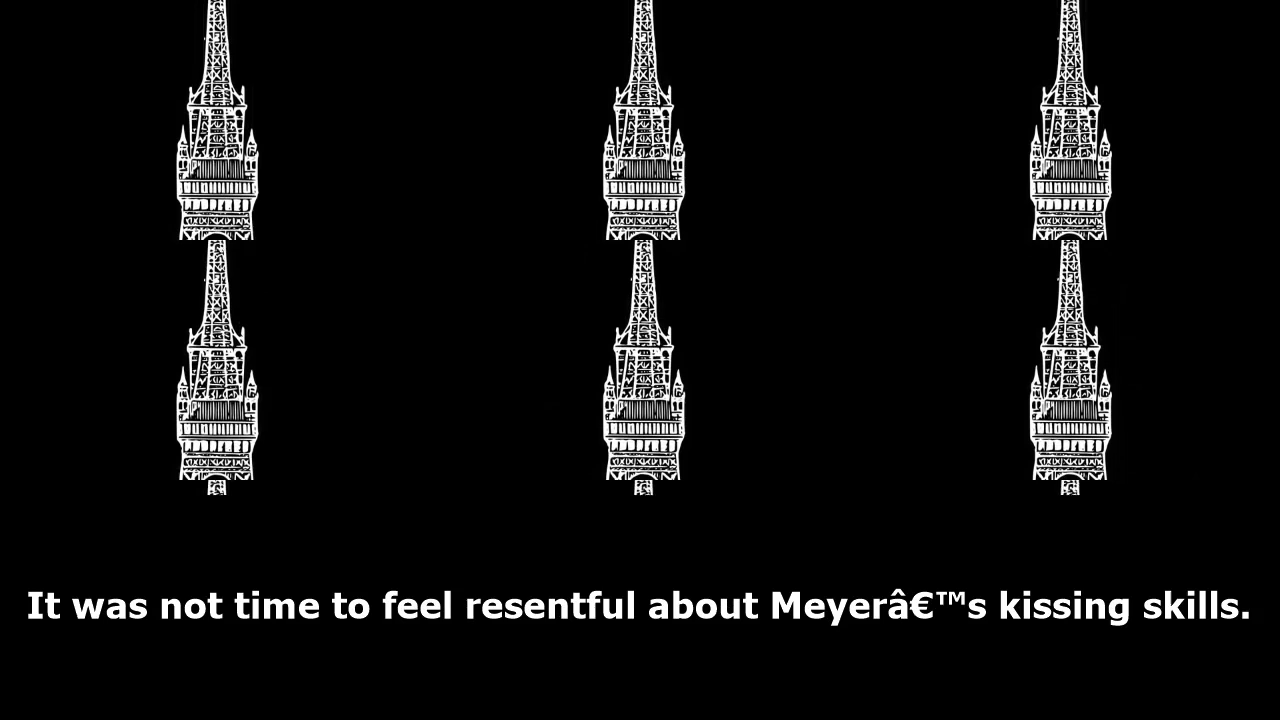 It was not time to feel resentful about Meyerâ€™s kissing skills.